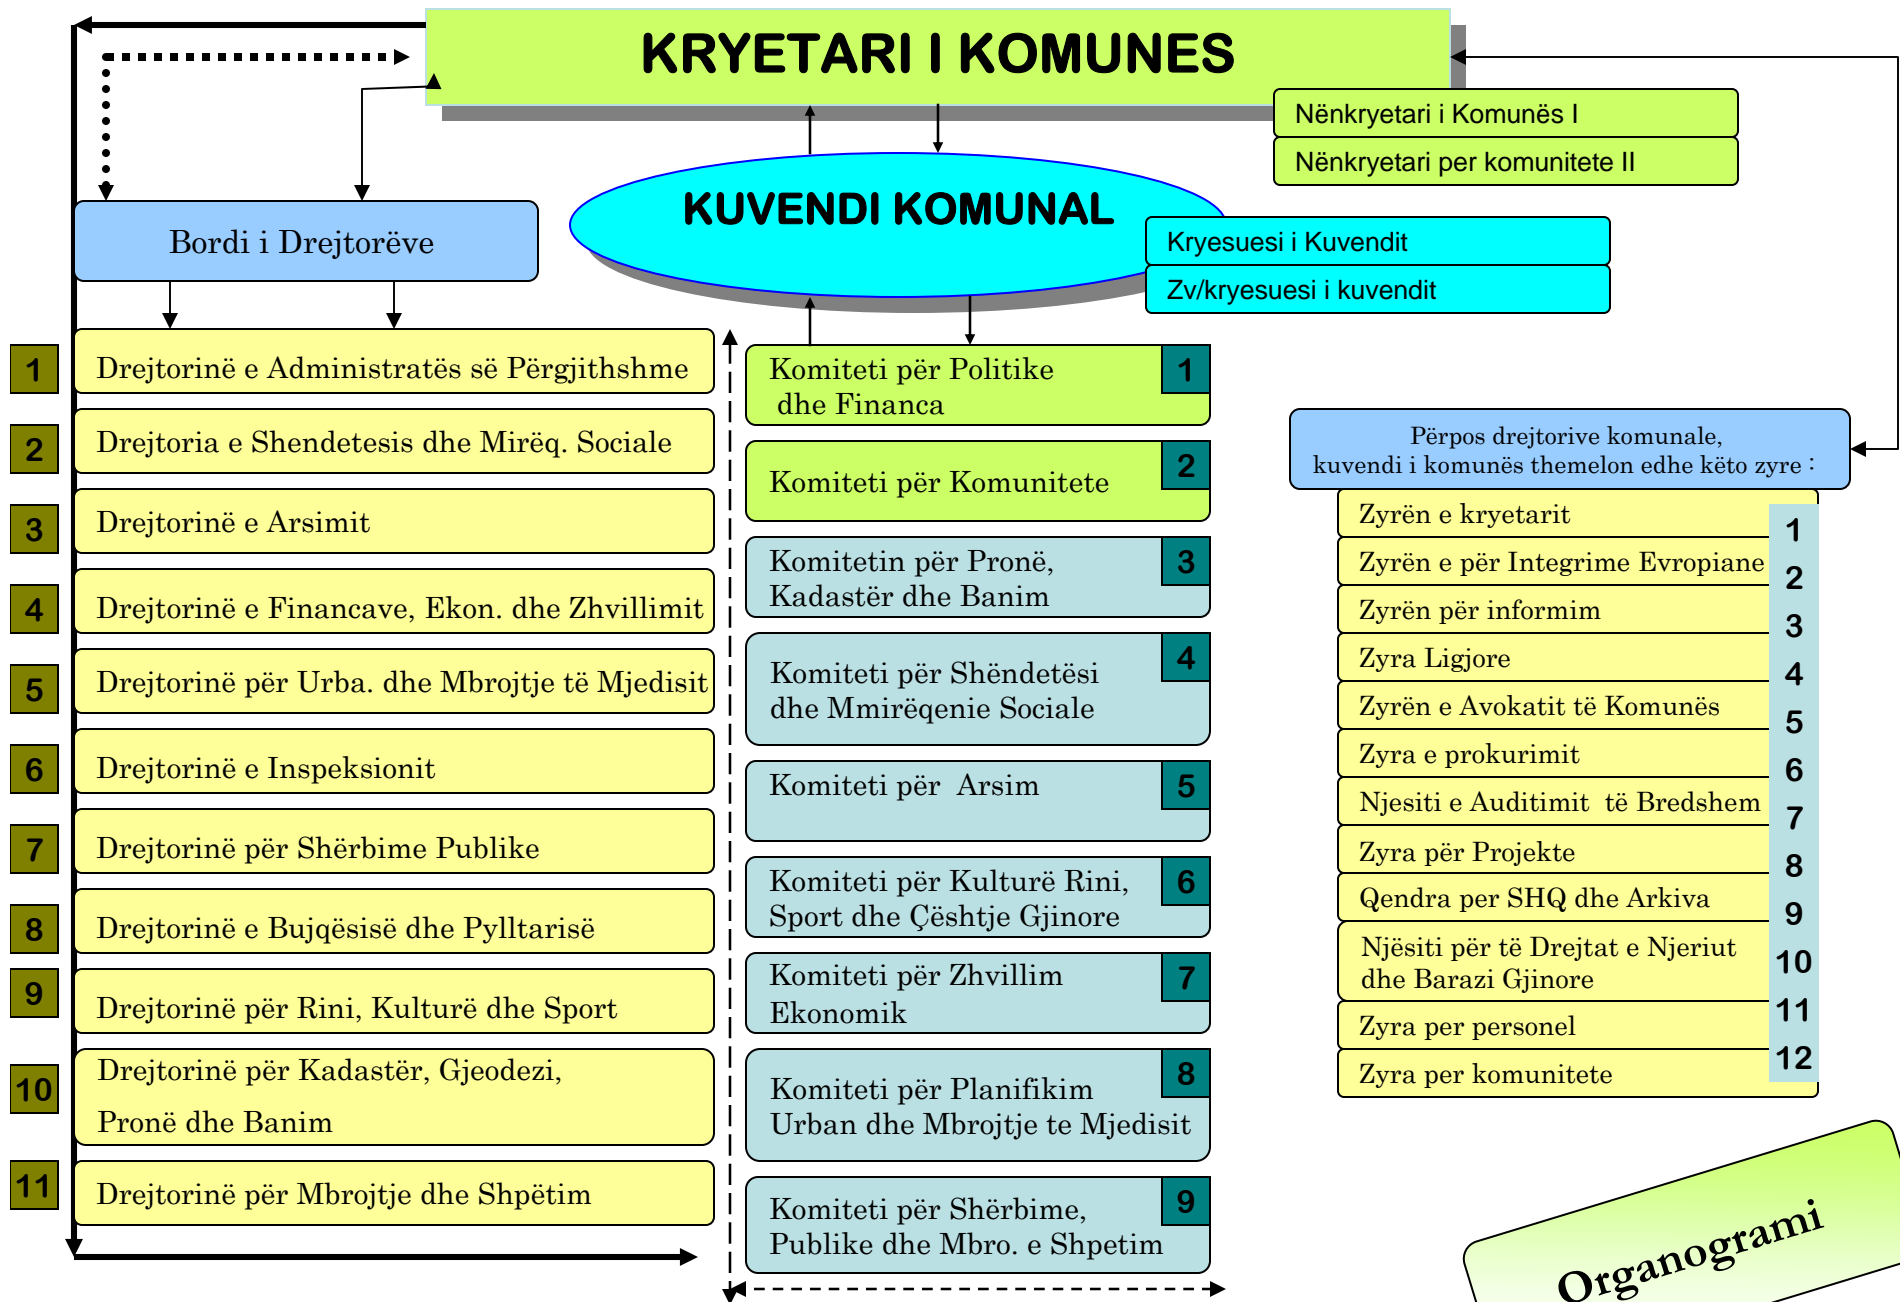 KRYETARI I KOMUNES
Nënkryetari i Komunës I
Nënkryetari per komunitete II
KUVENDI KOMUNAL
Kryesuesi i Kuvendit
Zv/kryesuesi i kuvendit
Bordi i Drejtorëve
1 Drejtorinë e Administratës së Përgjithshme
2 Drejtoria e Shendetesis dhe Mirëq. Sociale
3 Drejtorinë e Arsimit
4 Drejtorinë e Financave, Ekon. dhe Zhvillimit
5 Drejtorinë për Urba. dhe Mbrojtje të Mjedisit
6 Drejtorinë e Inspeksionit
7 Drejtorinë për Shërbime Publike
8 Drejtorinë e Bujqësisë dhe Pylltarisë
9 Drejtorinë për Rini, Kulturë dhe Sport
10 Drejtorinë për Kadastër, Gjeodezi,
Pronë dhe Banim
11 Drejtorinë për Mbrojtje dhe Shpëtim
Komiteti për Politike 1
dhe Financa
Komiteti për Komunitete 2
Komitetin për Pronë, 3
Kadastër dhe Banim
Komiteti për Shëndetësi 4
dhe Mmirëqenie Sociale
Komiteti për Arsim 5
Komiteti për Kulturë Rini, 6
Sport dhe Çështje Gjinore
Komiteti për Zhvillim 7
Ekonomik
Komiteti për Planifikim 8
Urban dhe Mbrojtje te Mjedisit
Komiteti për Shërbime, 9
Publike dhe Mbro. e Shpetim
Përpos drejtorive komunale,
kuvendi i komunës themelon edhe këto zyre :
Zyrën e kryetarit 1
Zyrën e për Integrime Evropiane 2
Zyrën për informim 3
Zyra Ligjore 4
Zyrën e Avokatit të Komunës 5
Zyra e prokurimit 6
Njesiti e Auditimit të Bredshem 7
Zyra për Projekte 8
Qendra per SHQ dhe Arkiva 9
Njësiti për të Drejtat e Njeriut 10
dhe Barazi Gjinore
Zyra per personel 11
Zyra per komunitete 12
Organogrami